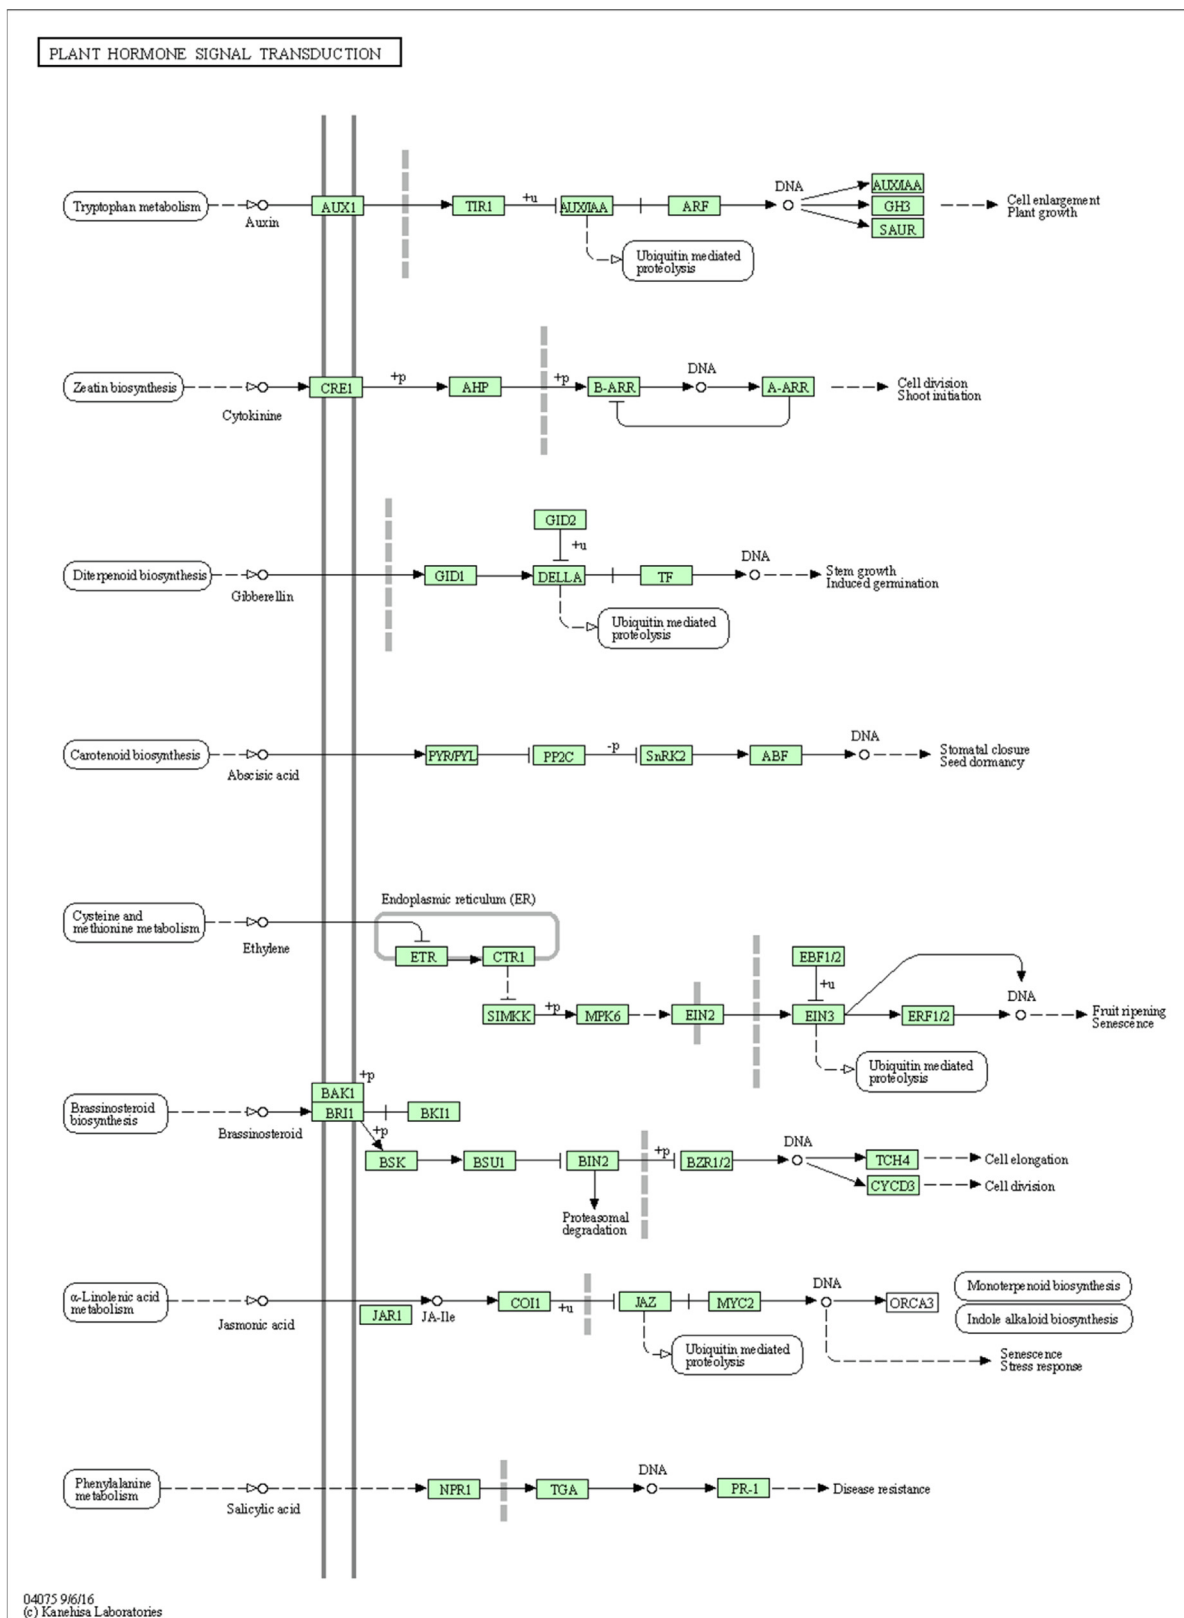 PLANT HORMONE SIGNAL TRANSDUCTION
Tryptophan metabolism
Auxin
AUX1
TIR1
+u
AUX/IAA
ARF
DNA
AUX/IAA
GH3
SAUR
Cell enlargement
Plant growth
Ubiquitin mediated
proteolysis
Zeatin biosynthesis
Cytokinine
CRE1
+p
AHP
+p
B-ARR
DNA
A-ARR
Cell division
Shoot initiation
GID2
+u
Diterpenoid biosynthesis
Gibberellin
GID1
DELLA
TF
DNA
Stem growth
Induced germination
Ubiquitin mediated
proteolysis
Carotenoid biosynthesis
Abscisic acid
PYR/PYL
PP2C
-p
SnRK2
ABF
DNA
Stomatal closure
Seed dormancy
Endoplasmic reticulum (ER)
Cysteine and
methionine metabolism
Ethylene
ETR
CTR1
EBF1/2
+u
SIMKK
+p
MPK6
EIN2
EIN3
ERF1/2
DNA
Fruit ripening
Senescence
Ubiquitin mediated
proteolysis
Brassinosteroid
biosynthesis
Brassinosteroid
BAK1
+p
BRI1
BKI1
+p
BSK
BSU1
BIN2
+p
BZR1/2
DNA
TCH4
Cell elongation
CYCD3
Cell division
Proteasomal
degradation
α-Linolenic acid
metabolism
Jasmonic acid
JAR1
JA-Ile
COI1
+u
JAZ
MYC2
DNA
ORCA3
Monoterpenoid biosynthesis
Indole alkaloid biosynthesis
Ubiquitin mediated
proteolysis
Senescence
Stress response
Phenylalanine
metabolism
Salicylic acid
NPR1
TGA
DNA
PR-1
Disease resistance
04075 9/6/16
(c) Kanehisa Laboratories